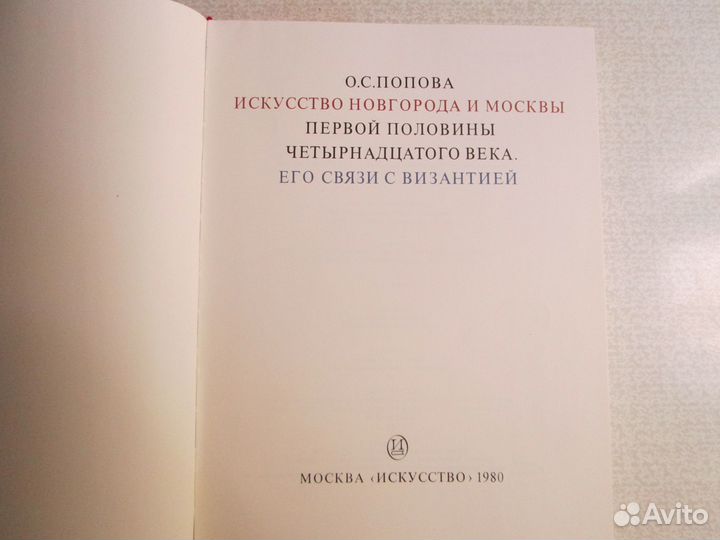 О.С.ПОПОВА
ИСКУССТВО НОВГОРОДА И МОСКВЫ
ПЕРВОЙ ПОЛОВИНЫ
ЧЕТЫРНАДЦАТОГО ВЕКА.
ЕГО СВЯЗИ С ВИЗАНТИЕЙ
И
МОСКВА ‹ИСКУССТВО› 1980
Avito